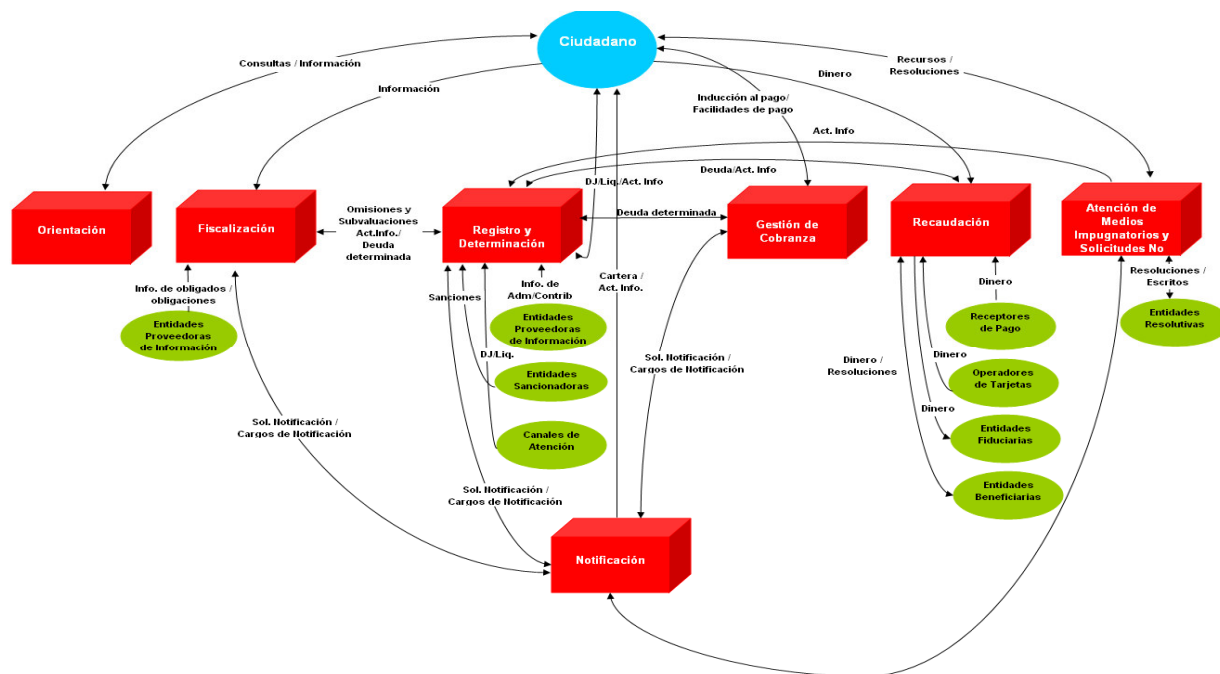 Ciudadano
Consultas / Información
Información
Dinero
Recursos /
Resoluciones
Inducción al pago/
Facilidades de pago
Act. Info
Deuda/Act. Info
DJ/Liq./Act. Info
Orientación
Fiscalización
Omisiones y
Subvaluaciones
Act.Info./
Deuda
determinada
Registro y
Determinación
Deuda determinada
Gestión de
Cobranza
Recaudación
Atención de
Medios
Impugnatorios y
Solicitudes No
Info. de obligados /
obligaciones
Entidades
Proveedoras
de Información
Sanciones
Info. de
Adm/Contrib
Cartera /
Act. Info.
Dinero
Resoluciones /
Escritos
Entidades
Proveedoras
de Información
Receptores
de Pago
Entidades
Resolutivas
DJ/Liq.
Entidades
Sancionadoras
Sol. Notificación /
Cargos de Notificación
Dinero /
Resoluciones
Dinero
Operadores
de Tarjetas
Dinero
Sol. Notificación /
Cargos de Notificación
Canales de
Atención
Entidades
Fiduciarias
Sol. Notificación /
Cargos de Notificación
Entidades
Beneficiarias
Notificación